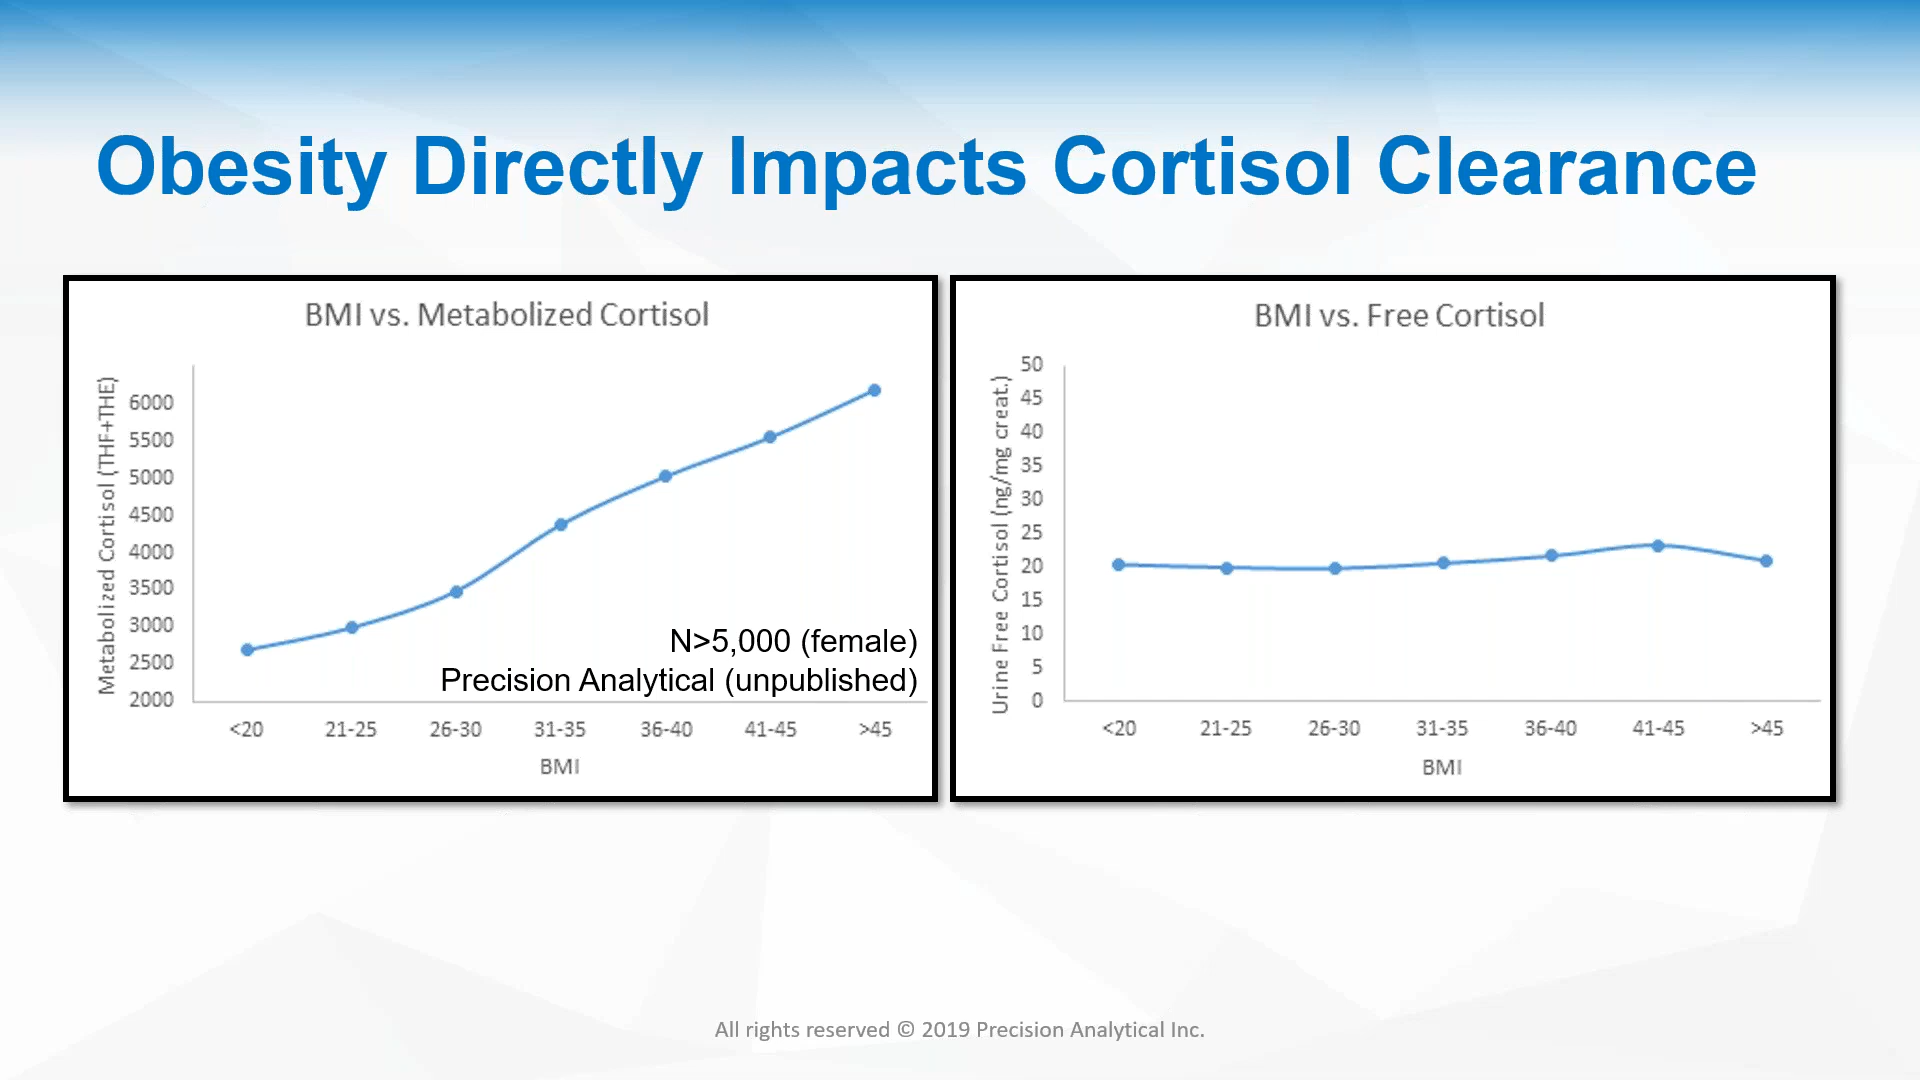 Obesity Directly Impacts Cortisol Clearance
BMI vs. Metabolized Cortisol
Metabolized Cortisol (THF+THE)
6000
5500
5000
4500
4000
3500
3000
2500
2000
N>5,000 (female)
Precision Analytical (unpublished)
<20 21-25 26-30 31-35 36-40 41-45 >45
BMI
BMI vs. Free Cortisol
Urine Free Cortisol (ng/mg creat.)
50
45
40
35
30
25
20
15
10
5
0
<20 21-25 26-30 31-35 36-40 41-45 >45
BMI
All rights reserved © 2019 Precision Analytical Inc.